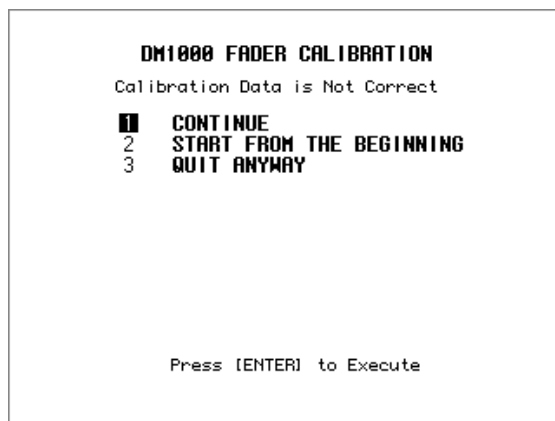 DM1000 FADER CALIBRATION
Calibration Data is Not Correct
1 CONTINUE
2 START FROM THE BEGINNING
3 QUIT ANYWAY
Press [ENTER] to Execute